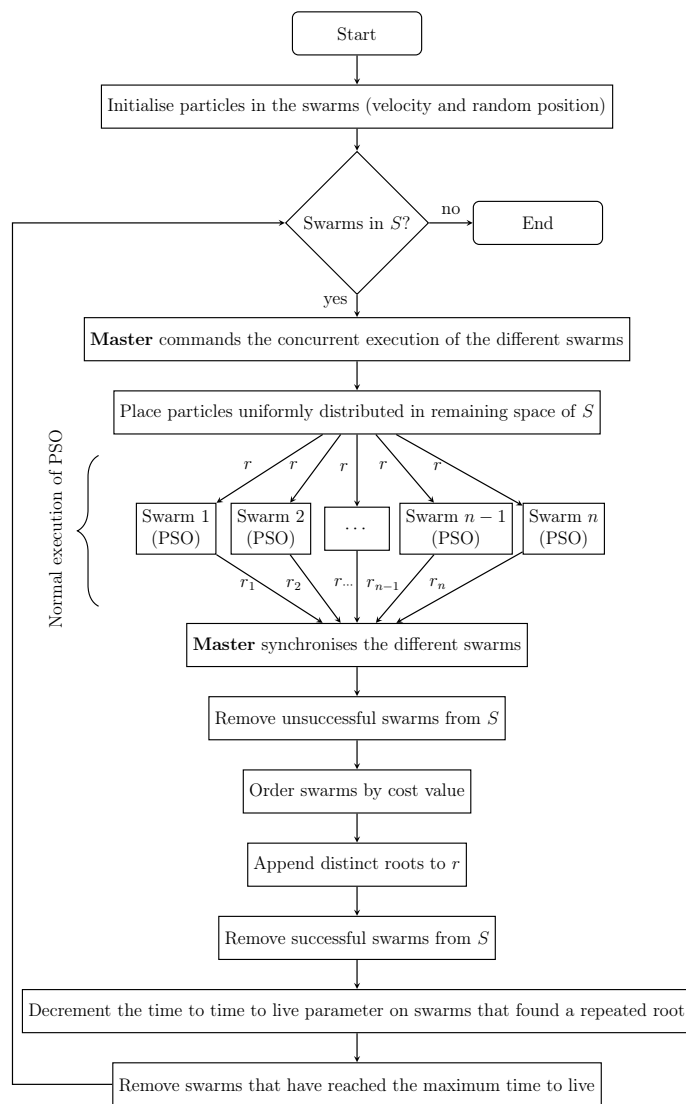 Start
Initialise particles in the swarms (velocity and random position)
Swarms in S?
no
End
yes
Master commands the concurrent execution of the different swarms
Place particles uniformly distributed in remaining space of S
Normal execution of PSO
r r r r r
Swarm 1
(PSO)
Swarm 2
(PSO)
...
Swarm n − 1
(PSO)
Swarm n
(PSO)
r₁ r₂ r... rₙ₋₁ rₙ
Master synchronises the different swarms
Remove unsuccessful swarms from S
Order swarms by cost value
Append distinct roots to r
Remove successful swarms from S
Decrement the time to time to live parameter on swarms that found a repeated root
Remove swarms that have reached the maximum time to live